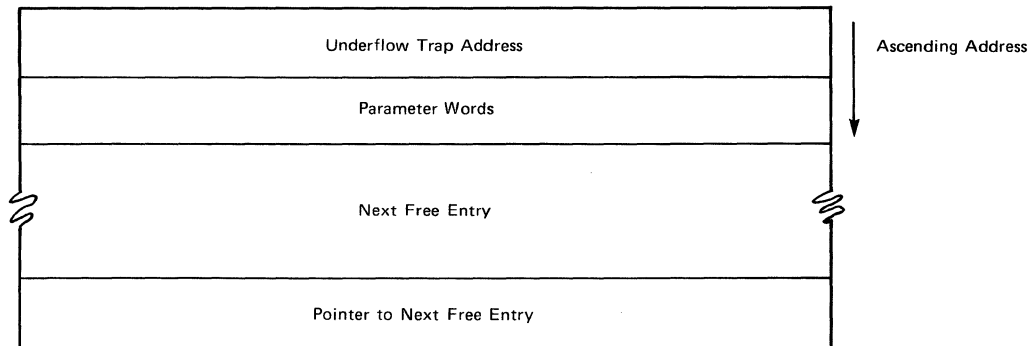 Underflow Trap Address
Ascending Address
Parameter Words
Next Free Entry
Pointer to Next Free Entry